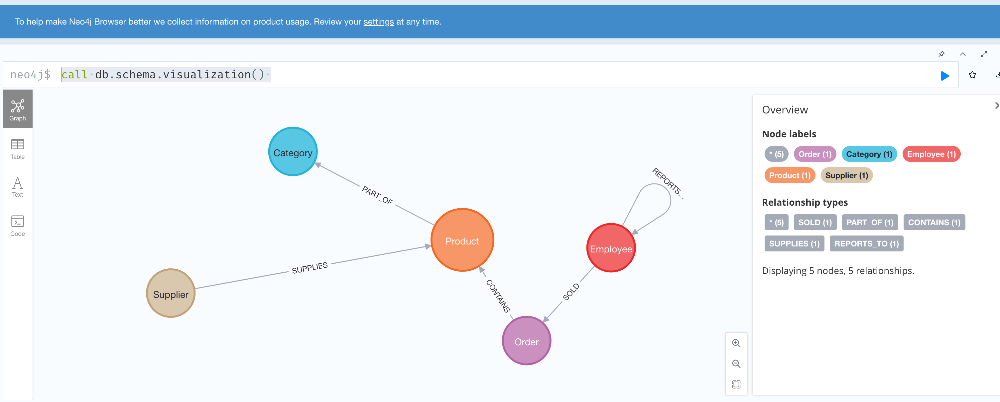 To help make Neo4j Browser better we collect information on product usage. Review your settings at any time.
neo4j$ call db.schema.visualization()
Graph
Table
Text
Code
Category
PART_OF
REPORTS...
Product
Employee
SUPPLIES
Supplier
CONTAINS
SOLD
Order
Overview
Node labels
* (5) Order (1) Category (1) Employee (1)
Product (1) Supplier (1)
Relationship types
* (5) SOLD (1) PART_OF (1) CONTAINS (1)
SUPPLIES (1) REPORTS_TO (1)
Displaying 5 nodes, 5 relationships.